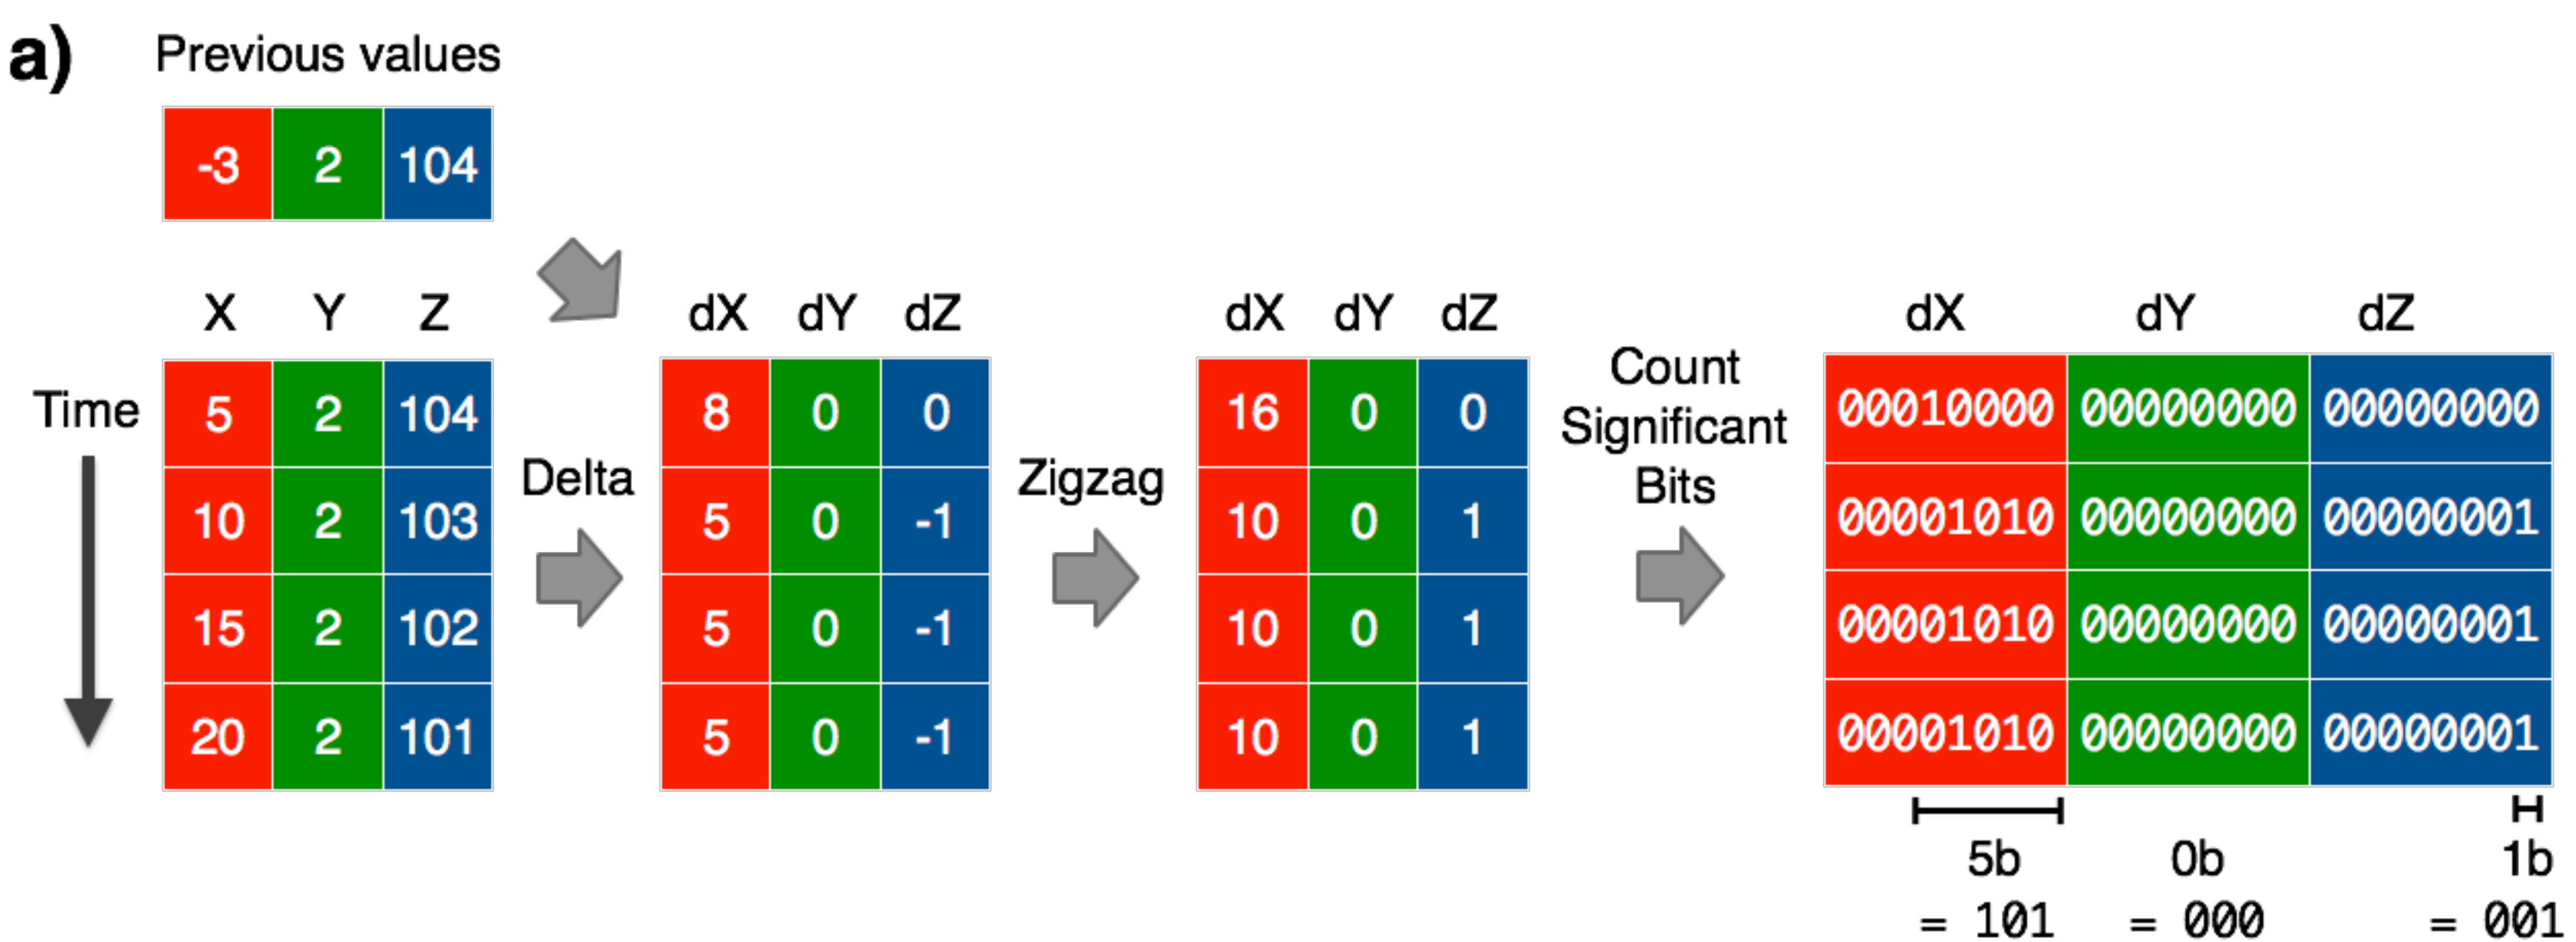 a) Previous values
-3 2 104
X Y Z dX dY dZ dX dY dZ dX dY dZ
Time
5 2 104
10 2 103
15 2 102
20 2 101
Delta
8 0 0
5 0 -1
5 0 -1
5 0 -1
Zigzag
16 0 0
10 0 1
10 0 1
10 0 1
Count
Significant
Bits
00010000 00000000 00000000
00001010 00000000 00000001
00001010 00000000 00000001
00001010 00000000 00000001
5b 0b 1b
= 101 = 000 = 001